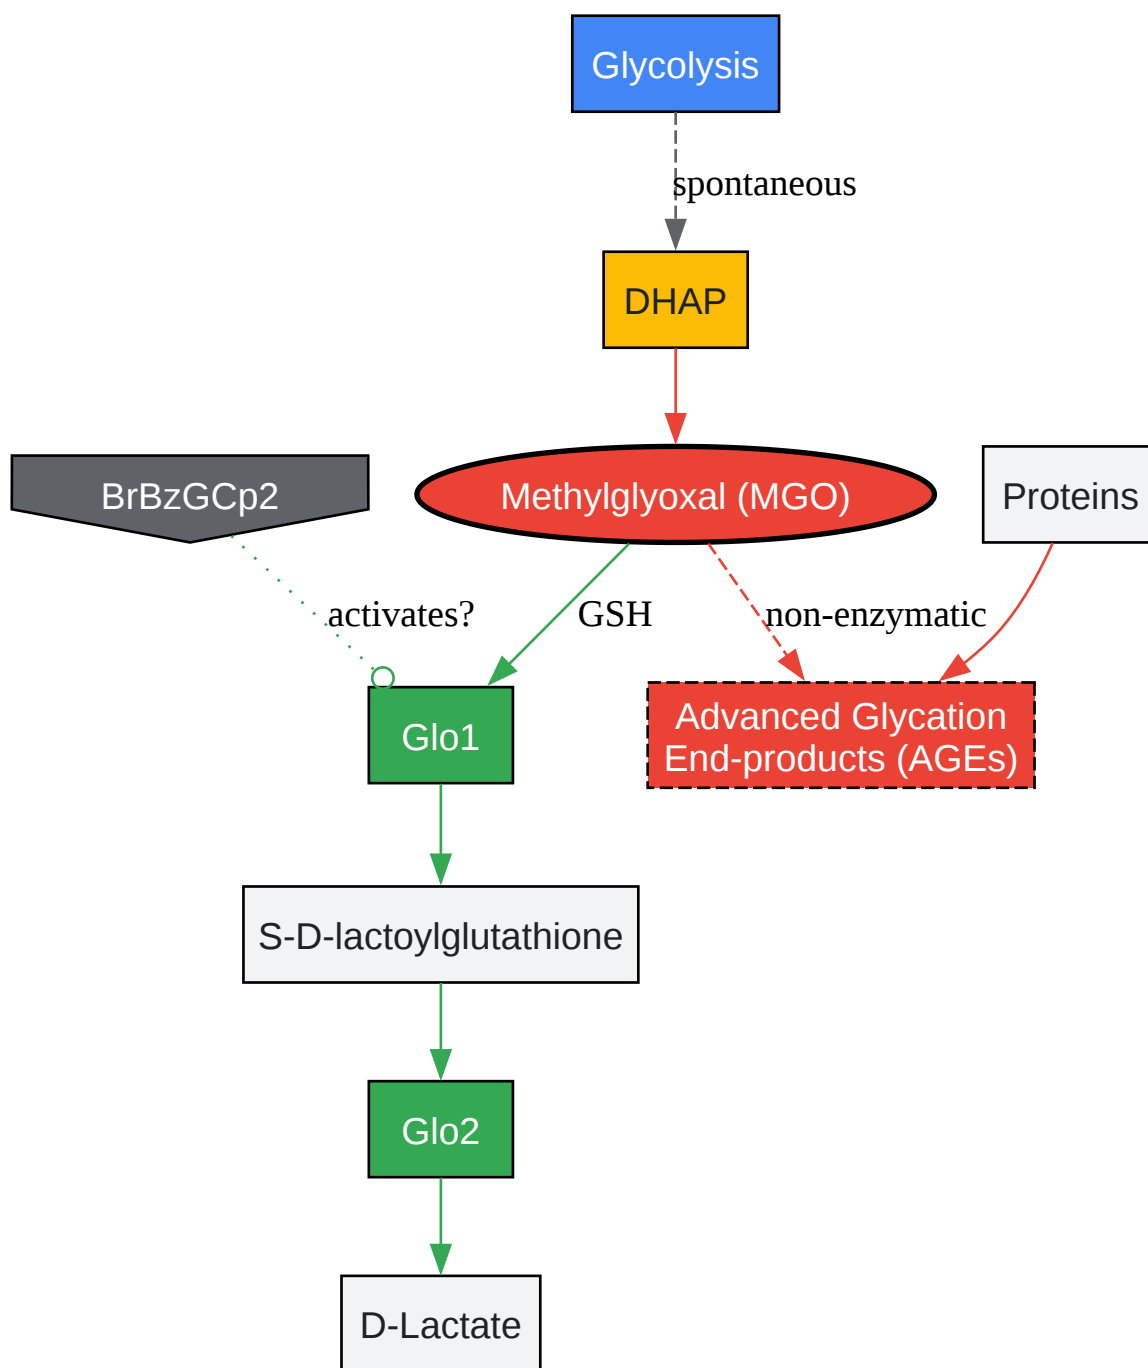 Glycolysis
spontaneous
DHAP
BrBzGCp2
Methylglyoxal (MGO)
Proteins
activates?
GSH
non-enzymatic
Glo1
Advanced Glycation
End-products (AGEs)
S-D-lactoylglutathione
Glo2
D-Lactate